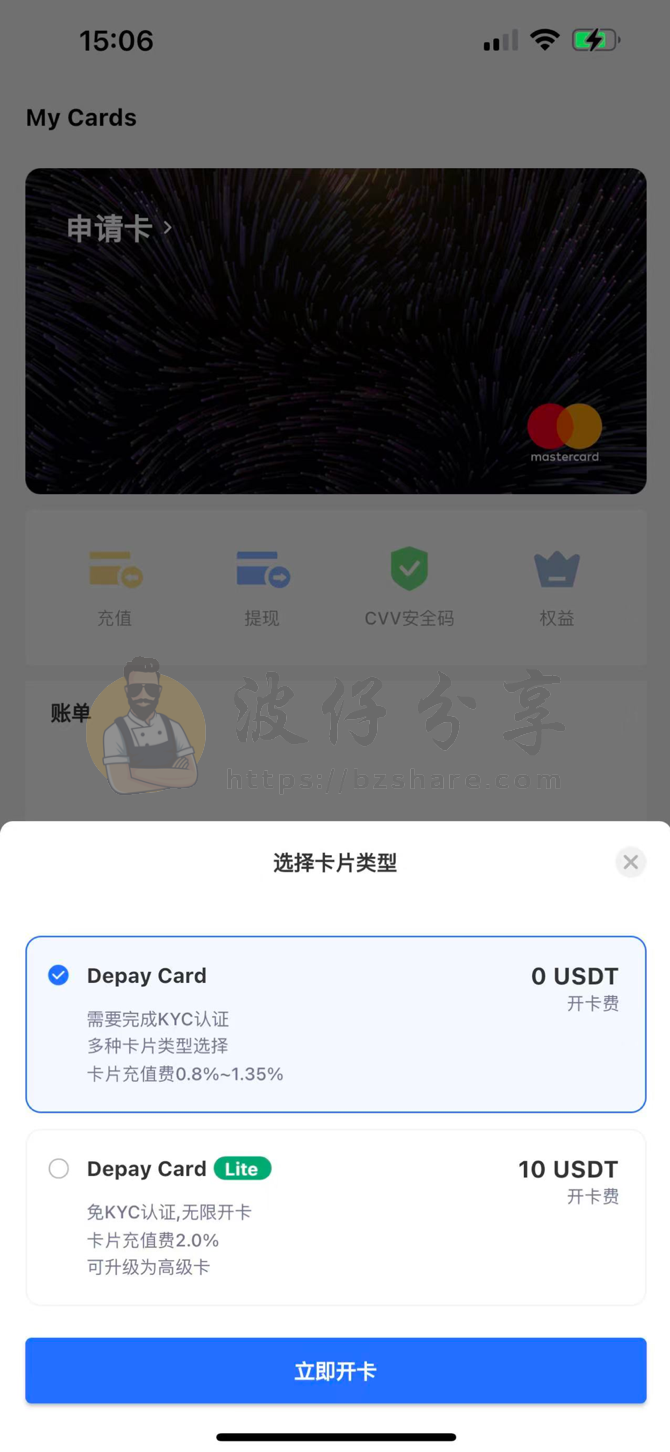 15:06
My Cards
申请卡
mastercard
充值 提现 CVV安全码 权益
账单
波仔分享
https://bzshare.com
选择卡片类型
Depay Card 0 USDT
开卡费
需要完成KYC认证
多种卡片类型选择
卡片充值费0.8%~1.35%
Depay Card Lite 10 USDT
开卡费
免KYC认证,无限开卡
卡片充值费2.0%
可升级为高级卡
立即开卡